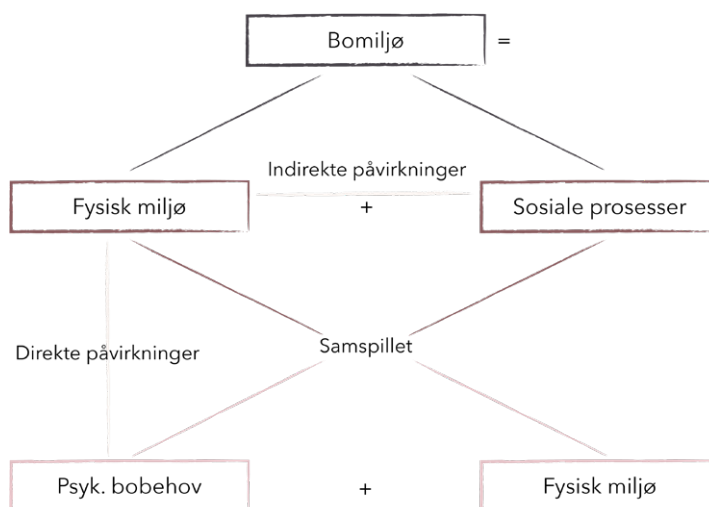 Bomiljø =
Indirekte påvirkninger
Fysisk miljø + Sosiale prosesser
Direkte påvirkninger Samspillet
Psyk. bobehov + Fysisk miljø